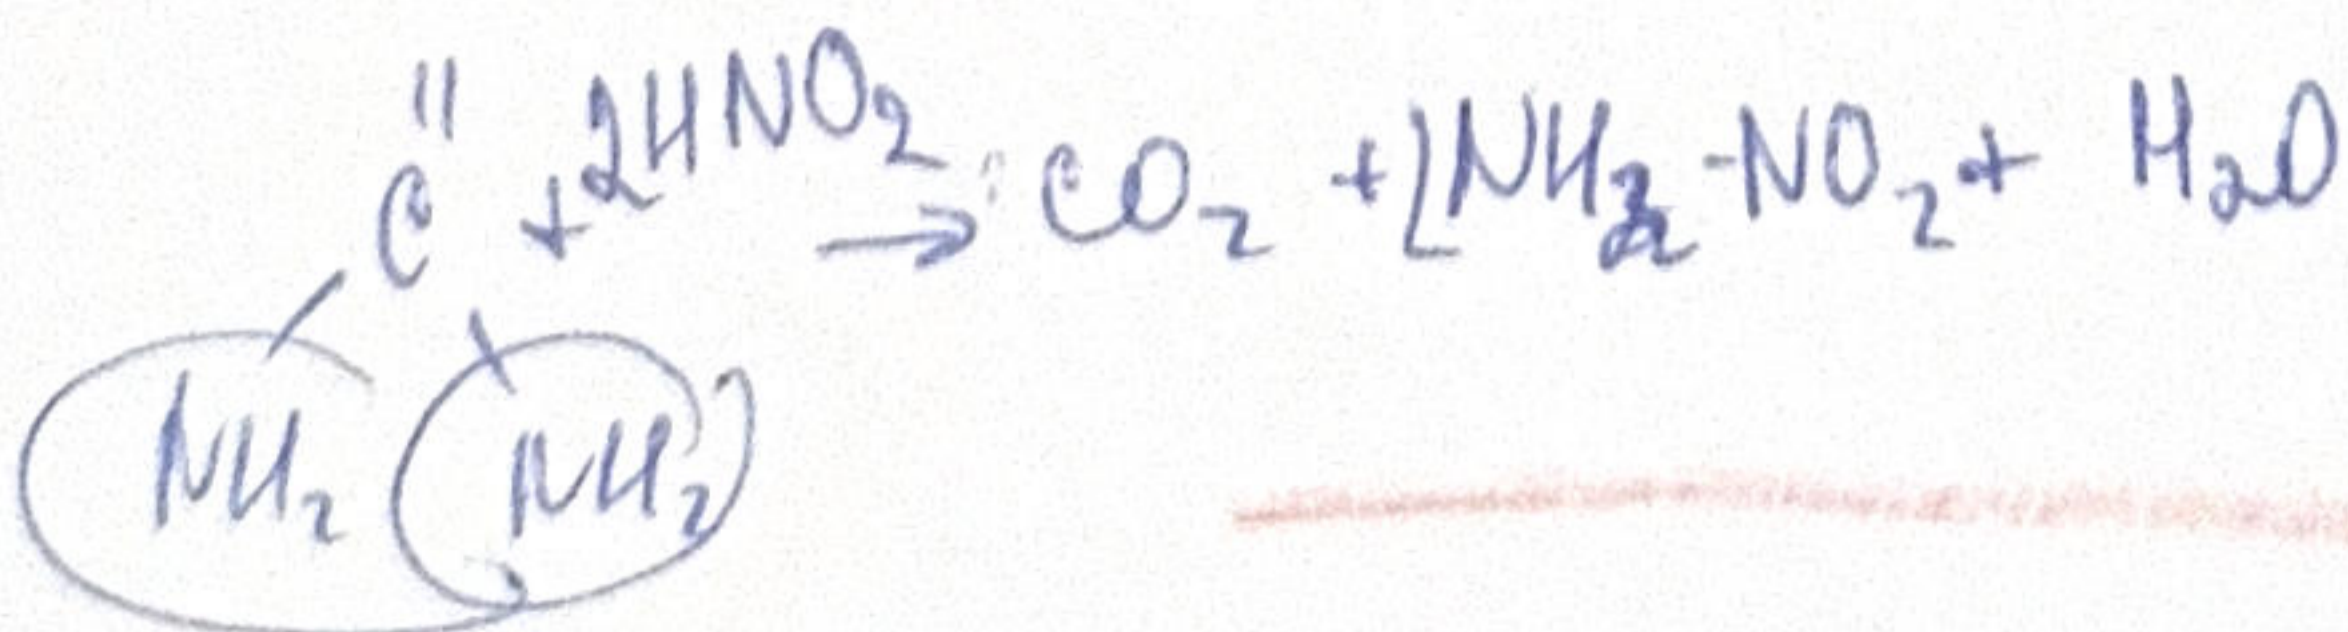 C + 2HNO₂ → CO₂ + 2NH₂-NO₂ + H₂O
NH₂ NH₂